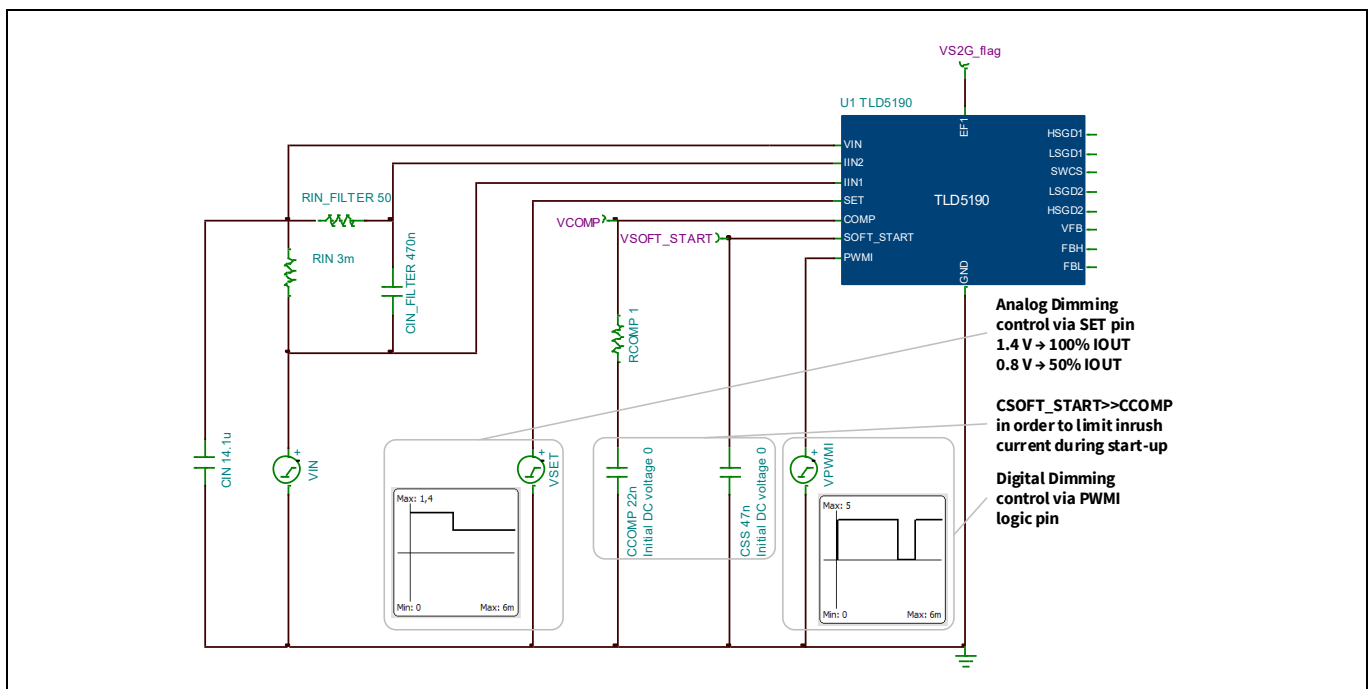 VS2G_flag
U1 TLD5190
EF1
VIN
IIN2
IIN1
SET
COMP
SOFT_START
PWMI
TLD5190
GND
HSGD1
LSGD1
SWCS
LSGD2
HSGD2
VFB
FBH
FBL
RIN_FILTER 50
RIN 3m
CIN_FILTER 470n
VCOMP
VSOFT_START
RCOMP 1
CIN 14.1u
VIN
+
VSET
+
CCOMP 22n
Initial DC voltage 0
CSS 47n
Initial DC voltage 0
VPWMI
+
Max: 1,4
Min: 0
Max: 6m
Max: 5
Min: 0
Max: 6m
Analog Dimming
control via SET pin
1.4 V → 100% IOUT
0.8 V → 50% IOUT
CSOFT_START>>CCOMP
in order to limit inrush
current during start-up
Digital Dimming
control via PWMI
logic pin